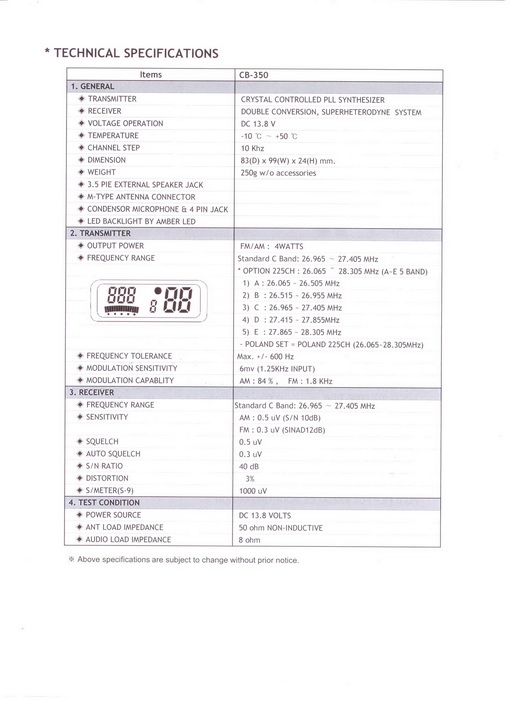 * TECHNICAL SPECIFICATIONS
Items CB-350
1. GENERAL
◈ TRANSMITTER CRYSTAL CONTROLLED PLL SYNTHESIZER
◈ RECEIVER DOUBLE CONVERSION, SUPERHETERODYNE SYSTEM
◈ VOLTAGE OPERATION DC 13.8 V
◈ TEMPERATURE -10 ℃ ~ +50 ℃
◈ CHANNEL STEP 10 Khz
◈ DIMENSION 83(D) x 99(W) x 24(H) mm.
◈ WEIGHT 250g w/o accessories
◈ 3.5 PIE EXTERNAL SPEAKER JACK
◈ M-TYPE ANTENNA CONNECTOR
◈ CONDENSOR MICROPHONE & 4 PIN JACK
◈ LED BACKLIGHT BY AMBER LED
2. TRANSMITTER
◈ OUTPUT POWER FM/AM : 4WATTS
◈ FREQUENCY RANGE Standard C Band: 26.965 ~ 27.405 MHz
* OPTION 225CH : 26.065 ~ 28.305 MHz (A-E 5 BAND)
1) A : 26.065 - 26.505 MHz
2) B : 26.515 - 26,955 MHz
888 8 88
3) C : 26.965 - 27.405 MHz
4) D : 27.415 - 27.855MHz
5) E : 27.865 - 28.305 MHz
- POLAND SET = POLAND 225CH (26.065-28.305MHz)
◈ FREQUENCY TOLERANCE Max. +/- 600 Hz
◈ MODULATION SENSITIVITY 6mv (1.25KHz INPUT)
◈ MODULATION CAPABLITY AM : 84 % , FM : 1.8 KHz
3. RECEIVER
◈ FREQUENCY RANGE Standard C Band: 26.965 ~ 27.405 MHz
◈ SENSITIVITY AM : 0.5 uV (S/N 10dB)
FM : 0.3 uV (SINAD12dB)
◈ SQUELCH 0.5 uV
◈ AUTO SQUELCH 0.3 uV
◈ S/N RATIO 40 dB
◈ DISTORTION 3%
◈ S/METER(S-9) 1000 uV
4. TEST CONDITION
◈ POWER SOURCE DC 13.8 VOLTS
◈ ANT LOAD IMPEDANCE 50 ohm NON-INDUCTIVE
◈ AUDIO LOAD IMPEDANCE 8 ohm
※ Above specifications are subject to change without prior notice.